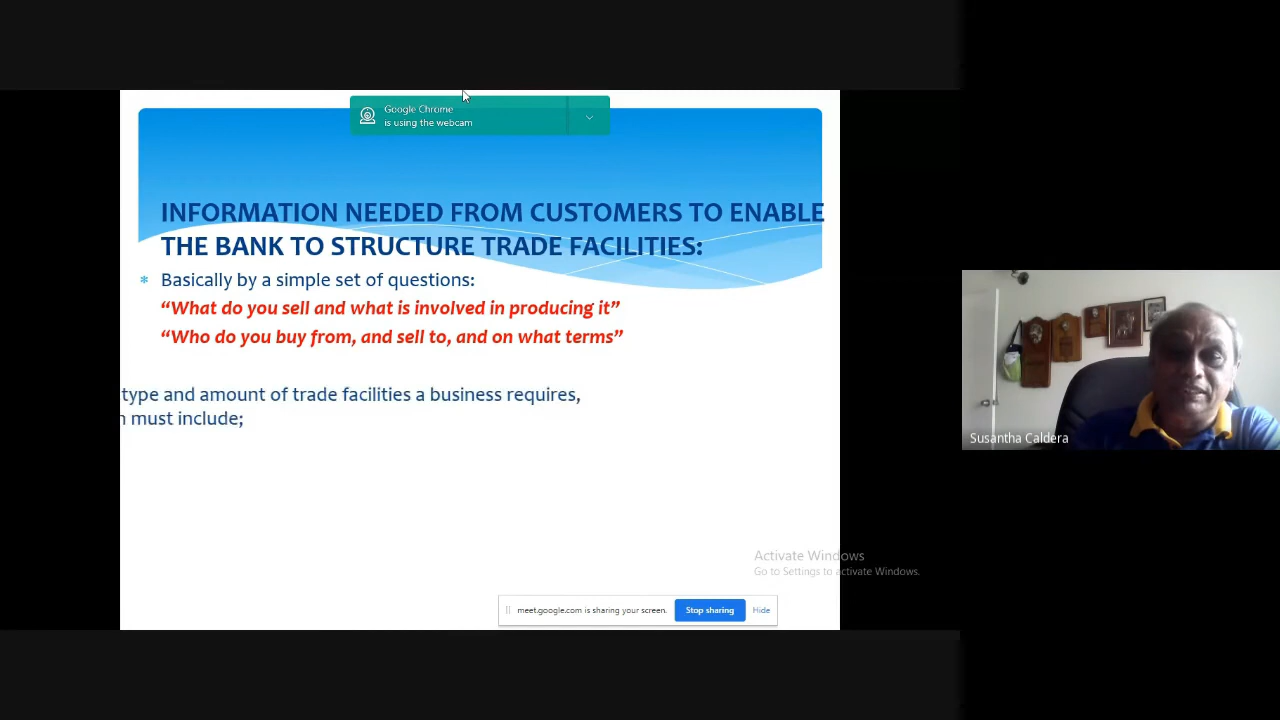 Google Chrome
is using the webcam
INFORMATION NEEDED FROM CUSTOMERS TO ENABLE
THE BANK TO STRUCTURE TRADE FACILITIES:
* Basically by a simple set of questions:
“What do you sell and what is involved in producing it”
“Who do you buy from, and sell to, and on what terms”
type and amount of trade facilities a business requires,
must include;
Susantha Caldera
Activate Windows
Go to Settings to activate Windows.
meet.google.com is sharing your screen. Stop sharing Hide